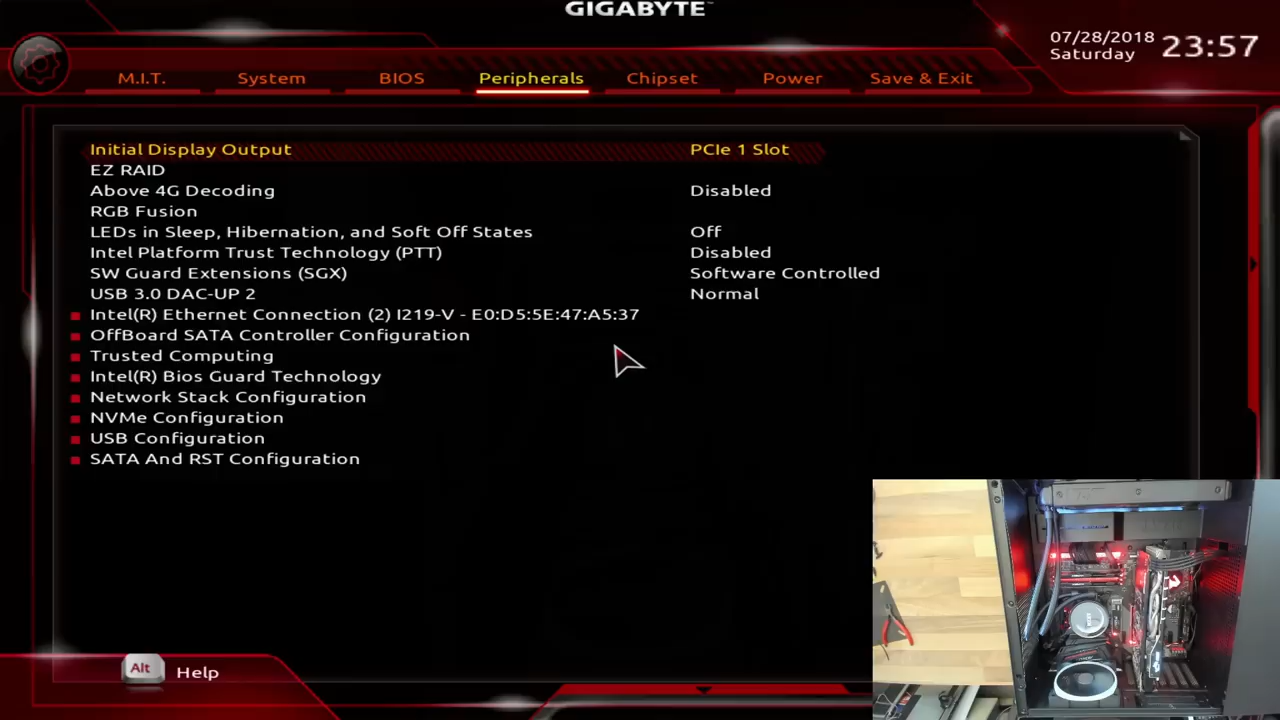 GIGABYTE™
07/28/2018
Saturday
23:57
M.I.T. System BIOS Peripherals Chipset Power Save & Exit
Initial Display Output PCIe 1 Slot
EZ RAID
Above 4G Decoding Disabled
RGB Fusion
LEDs in Sleep, Hibernation, and Soft Off States Off
Intel Platform Trust Technology (PTT) Disabled
SW Guard Extensions (SGX) Software Controlled
USB 3.0 DAC-UP 2 Normal
Intel(R) Ethernet Connection (2) I219-V - E0:D5:5E:47:A5:37
OffBoard SATA Controller Configuration
Trusted Computing
Intel(R) Bios Guard Technology
Network Stack Configuration
NVMe Configuration
USB Configuration
SATA And RST Configuration
Alt Help